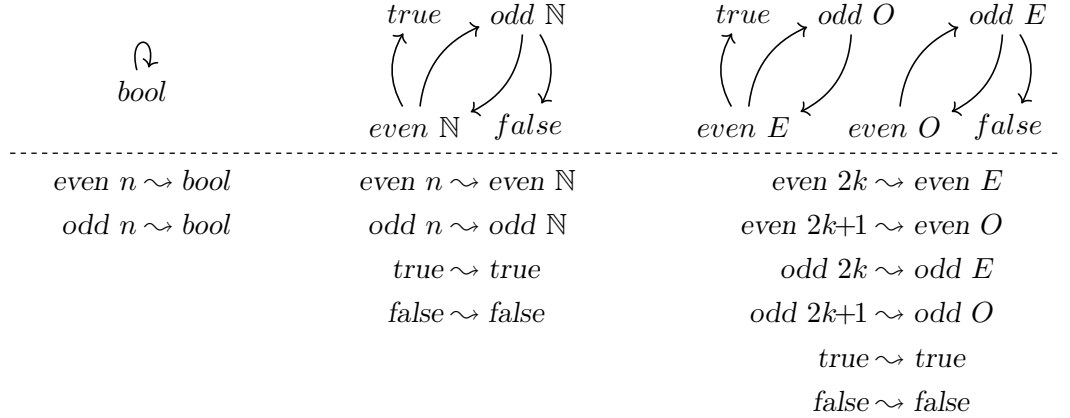 true odd ℕ true odd O odd E
bool
even ℕ false even E even O false
even n ⤳ bool even n ⤳ even ℕ even 2k ⤳ even E
odd n ⤳ bool odd n ⤳ odd ℕ even 2k+1 ⤳ even O
true ⤳ true odd 2k ⤳ odd E
false ⤳ false odd 2k+1 ⤳ odd O
true ⤳ true
false ⤳ false